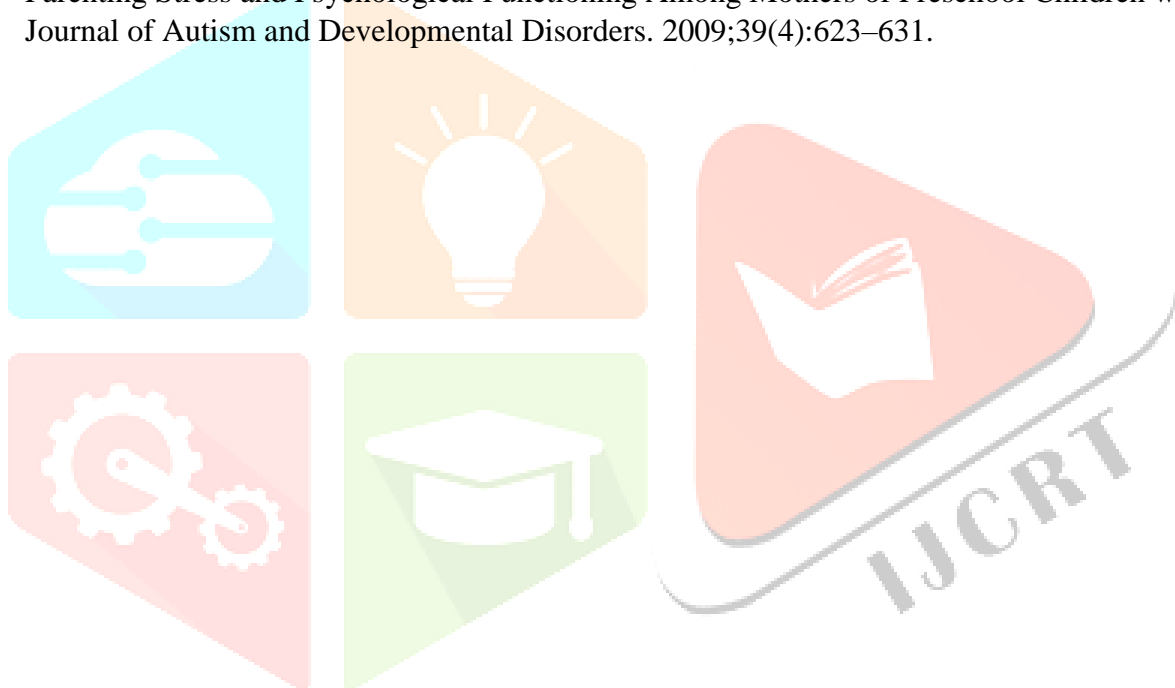 Parenting Stress and Psychological Functioning Among Mothers of Preschool Children w
Journal of Autism and Developmental Disorders. 2009;39(4):623–631.
IJCRT